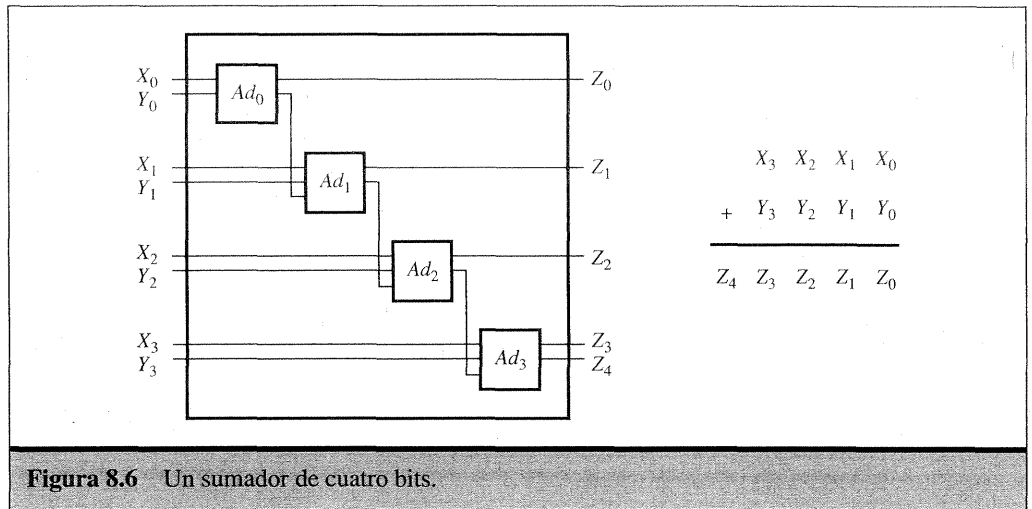 X₀
Y₀
Ad₀
Z₀
X₁
Y₁
Ad₁
Z₁
X₂
Y₂
Ad₂
Z₂
X₃
Y₃
Ad₃
Z₃
Z₄
X₃ X₂ X₁ X₀
+ Y₃ Y₂ Y₁ Y₀
Z₄ Z₃ Z₂ Z₁ Z₀
Figura 8.6 Un sumador de cuatro bits.